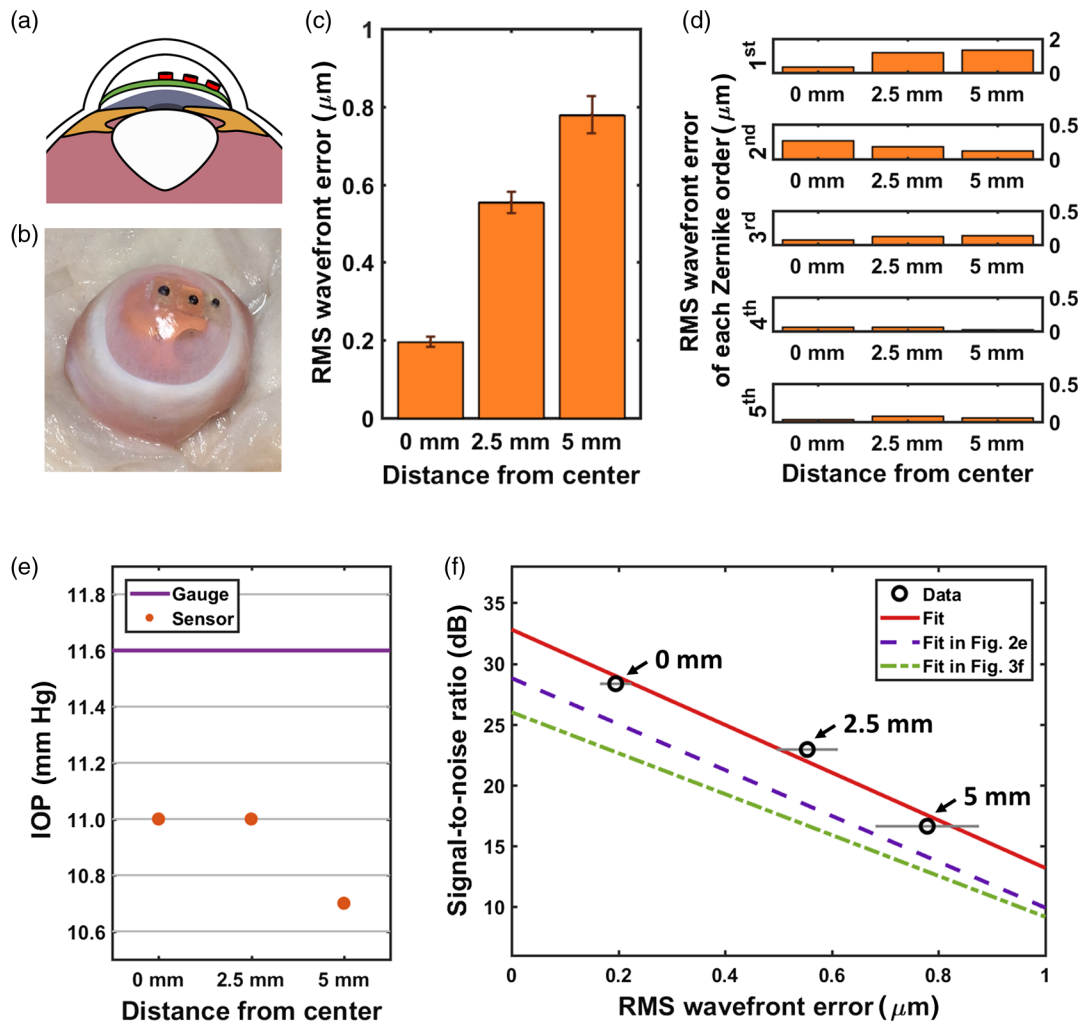 (a)
(b)
(c)
RMS wavefront error (μm)
1
0.8
0.6
0.4
0.2
0
0 mm 2.5 mm 5 mm
Distance from center
(d)
RMS wavefront error
of each Zernike order (μm)
1st
2
0
0 mm 2.5 mm 5 mm
2nd
0.5
0
0 mm 2.5 mm 5 mm
3rd
0.5
0
0 mm 2.5 mm 5 mm
4th
0.5
0
0 mm 2.5 mm 5 mm
5th
0.5
0
0 mm 2.5 mm 5 mm
Distance from center
(e)
IOP (mm Hg)
11.8
11.6
11.4
11.2
11.0
10.8
10.6
Gauge
Sensor
0 mm 2.5 mm 5 mm
Distance from center
(f)
Signal-to-noise ratio (dB)
35
30
25
20
15
10
Data
Fit
Fit in Fig. 2e
Fit in Fig. 3f
0 mm
2.5 mm
5 mm
0 0.2 0.4 0.6 0.8 1
RMS wavefront error (μm)